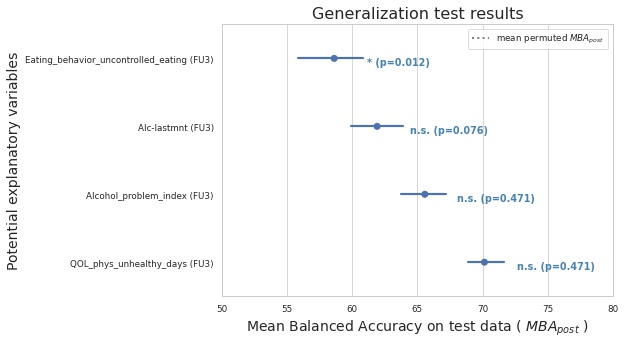 Generalization test results
mean permuted MBA_post
Potential explanatory variables
Eating_behavior_uncontrolled_eating (FU3)
* (p=0.012)
Alc-lastmnt (FU3)
n.s. (p=0.076)
Alcohol_problem_index (FU3)
n.s. (p=0.471)
QOL_phys_unhealthy_days (FU3)
n.s. (p=0.471)
50 55 60 65 70 75 80
Mean Balanced Accuracy on test data ( MBA_post )